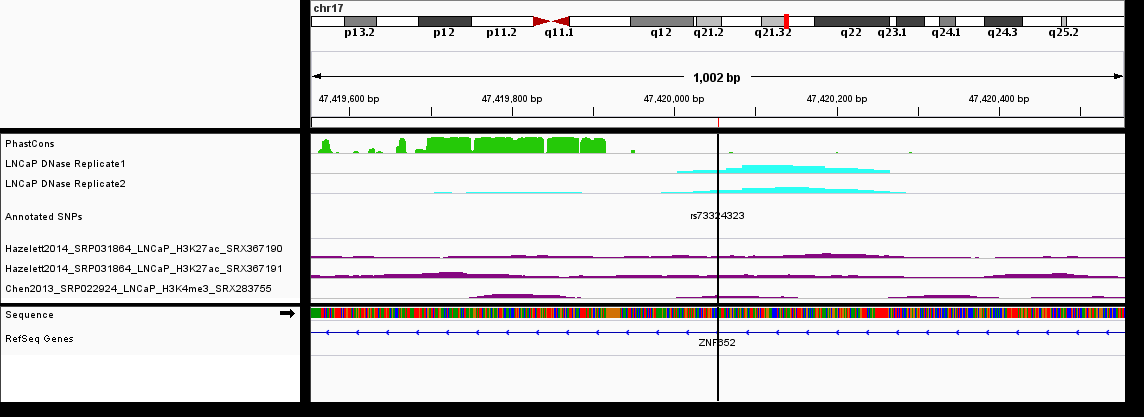 chr17
p13.2 p12 p11.2 q11.1 q12 q21.2 q21.32 q22 q23.1 q24.1 q24.3 q25.2
1,002 bp
47,419,600 bp 47,419,800 bp 47,420,000 bp 47,420,200 bp 47,420,400 bp
PhastCons
LNCaP DNase Replicate1
LNCaP DNase Replicate2
Annotated SNPs
rs73324323
Hazelett2014_SRP031864_LNCaP_H3K27ac_SRX367190
Hazelett2014_SRP031864_LNCaP_H3K27ac_SRX367191
Chen2013_SRP022924_LNCaP_H3K4me3_SRX283755
Sequence
RefSeq Genes
ZNF652